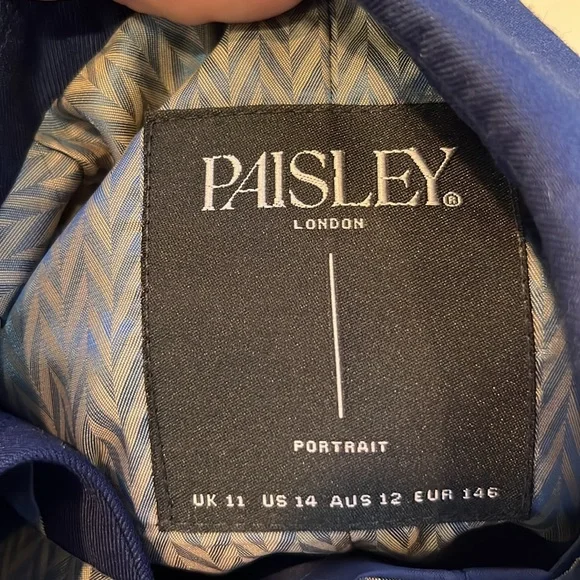 PAISLEY®
LONDON
PORTRAIT
UK 11 US 14 AUS 12 EUR 146